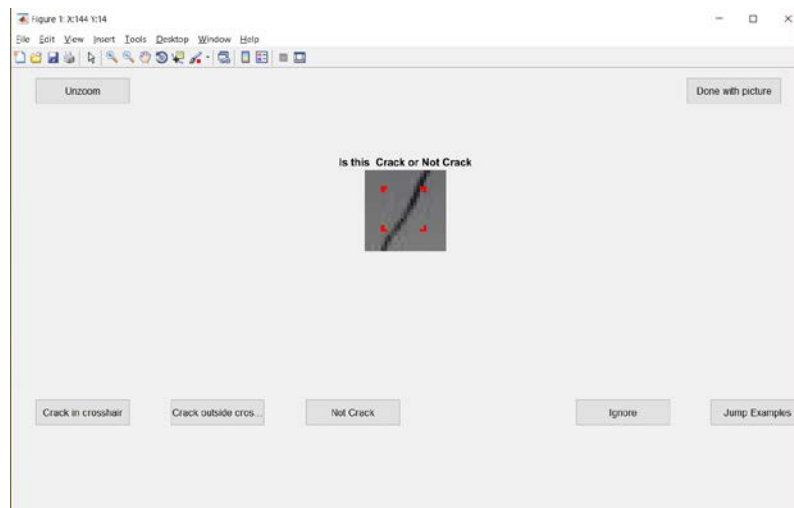 Figure 1: X:144 Y:14
File Edit View Insert Tools Desktop Window Help
Unzoom
Done with picture
Is this Crack or Not Crack
Crack in crosshair
Crack outside cros...
Not Crack
Ignore
Jump Examples